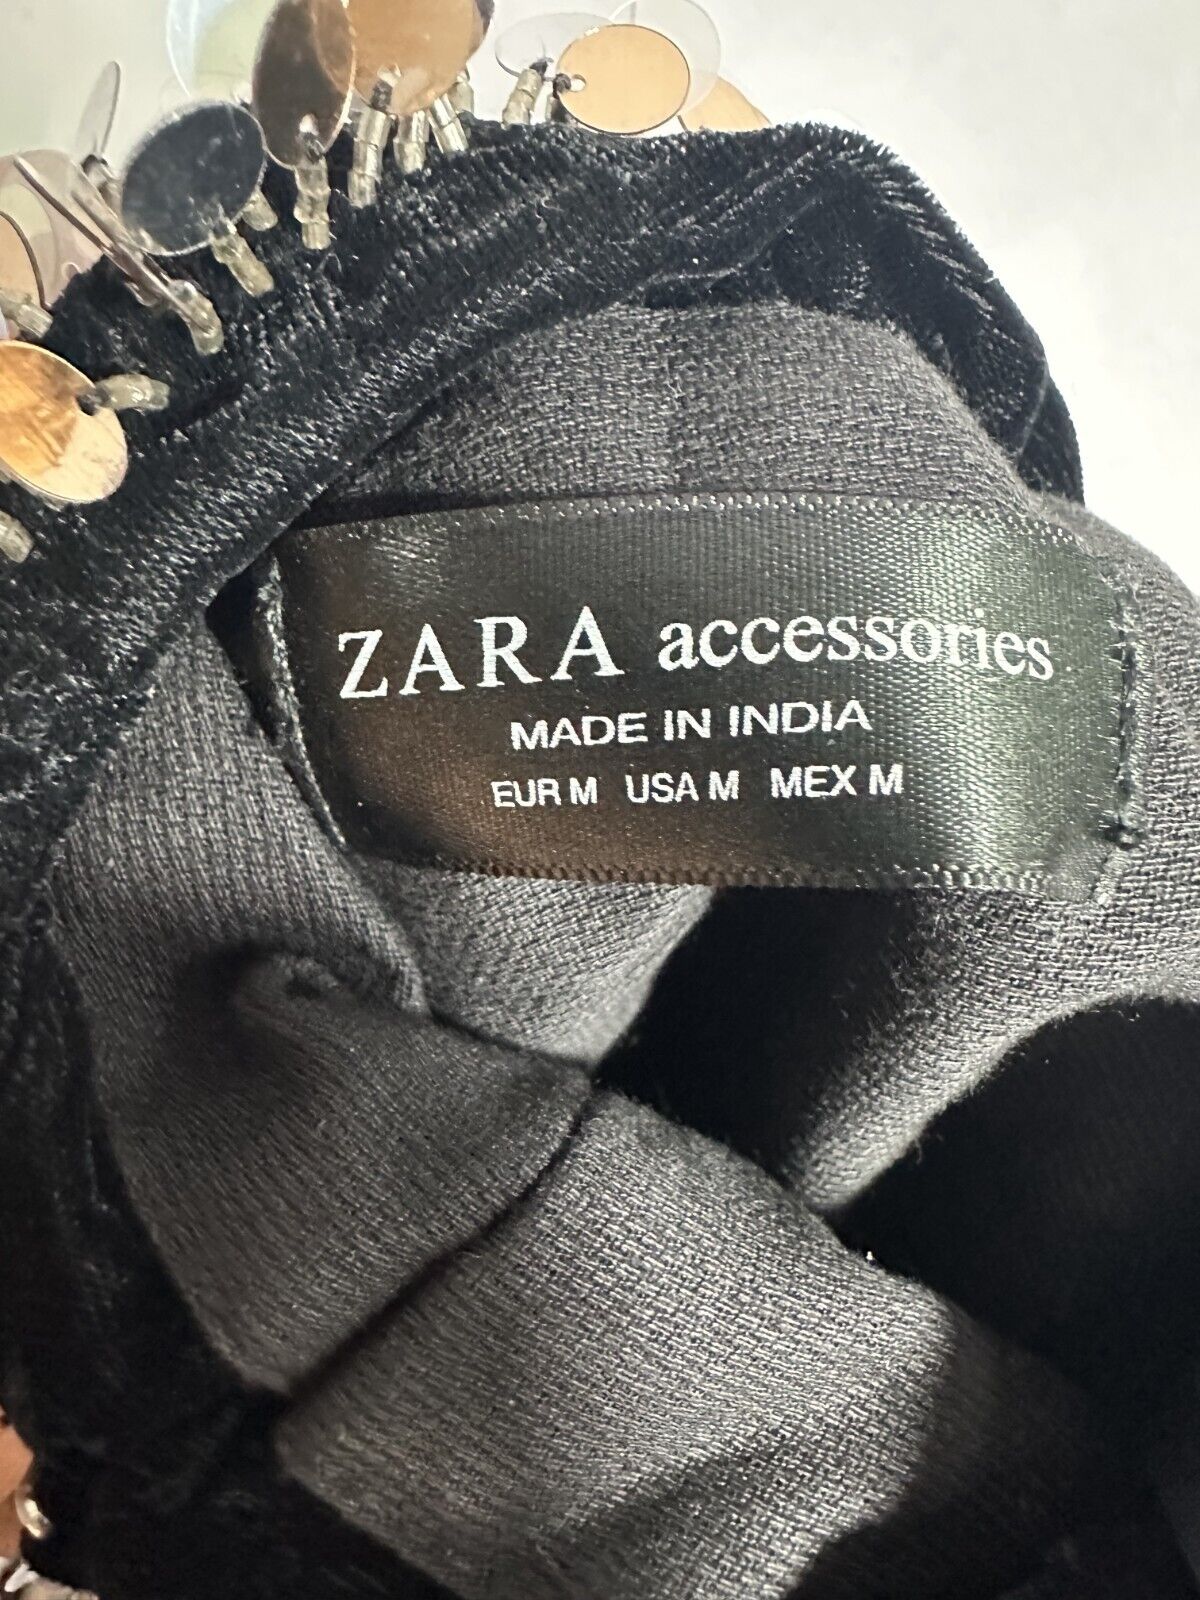 ZARA accessories
MADE IN INDIA
EUR M USA M MEX M